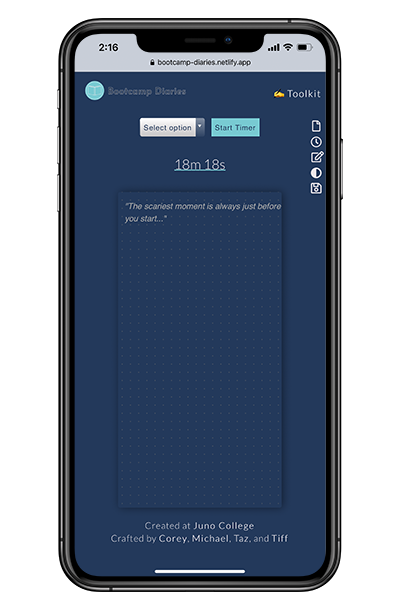 2:16
bootcamp-diaries.netlify.app
Bootcamp Diaries
✍️ Toolkit
Select option
Start Timer
18m 18s
"The scariest moment is always just before
you start..."
Created at Juno College
Crafted by Corey, Michael, Taz, and Tiff